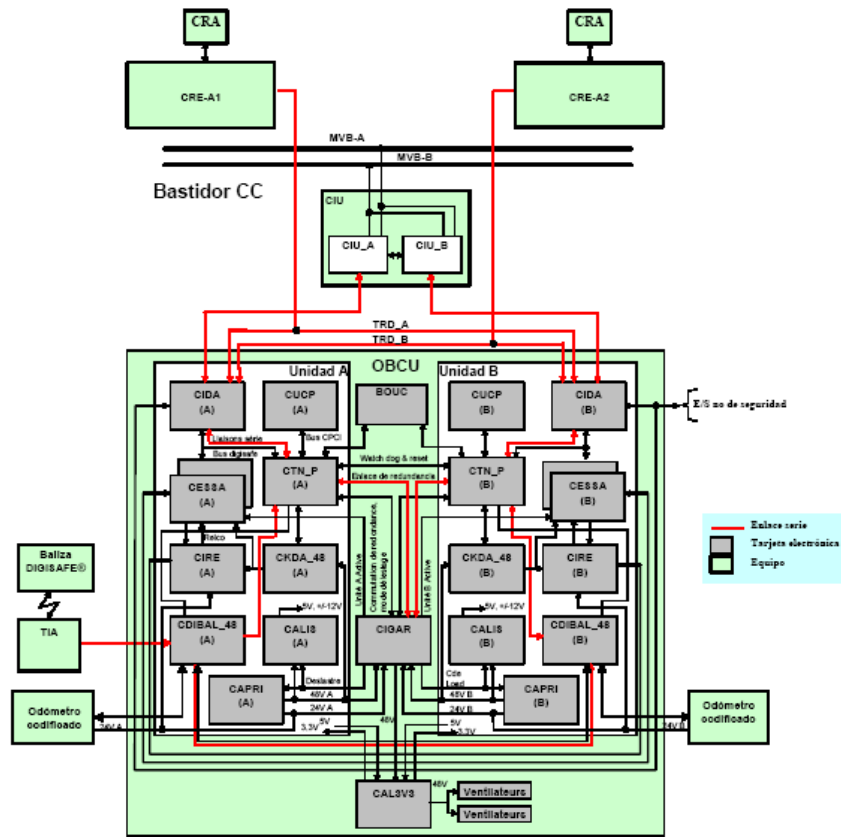 CRA
CRA
CRE-A1
CRE-A2
MVB-A
MVB-B
Bastidor CC
CIU
CIU_A
CIU_B
TRD_A
TRD_B
OBCU
Unidad A
Unidad B
CIDA
(A)
CUCP
(A)
BOUC
CUCP
(B)
CIDA
(B)
E/S no de seguridad
Liaisons série
Bus CPCI
Bus digisafe
Watch dog & reset
CTN_P
(A)
CTN_P
(B)
Enlace de redundancia
CESSA
(A)
CESSA
(B)
Relco
Unité A Active
Commutation de redondance,
mode délestage
Unité B Active
Enlace serie
Tarjeta electrónica
Equipo
Baliza
DIGISAFE®
CIRE
(A)
CKDA_48
(A)
CKDA_48
(B)
CIRE
(B)
5V, +/-12V
5V, +/-12V
TIA
CDIBAL_48
(A)
CALIS
(A)
CIGAR
CALIS
(B)
CDIBAL_48
(B)
Deslastre
Cde
Load
CAPRI
(A)
48V A
48V B
CAPRI
(B)
24V A
24V B
Odómetro
codificado
Odómetro
codificado
24V A
24V B
5V
3,3V
48V
5V
3,3V
CALSVS
48V
Ventilateurs
Ventilateurs